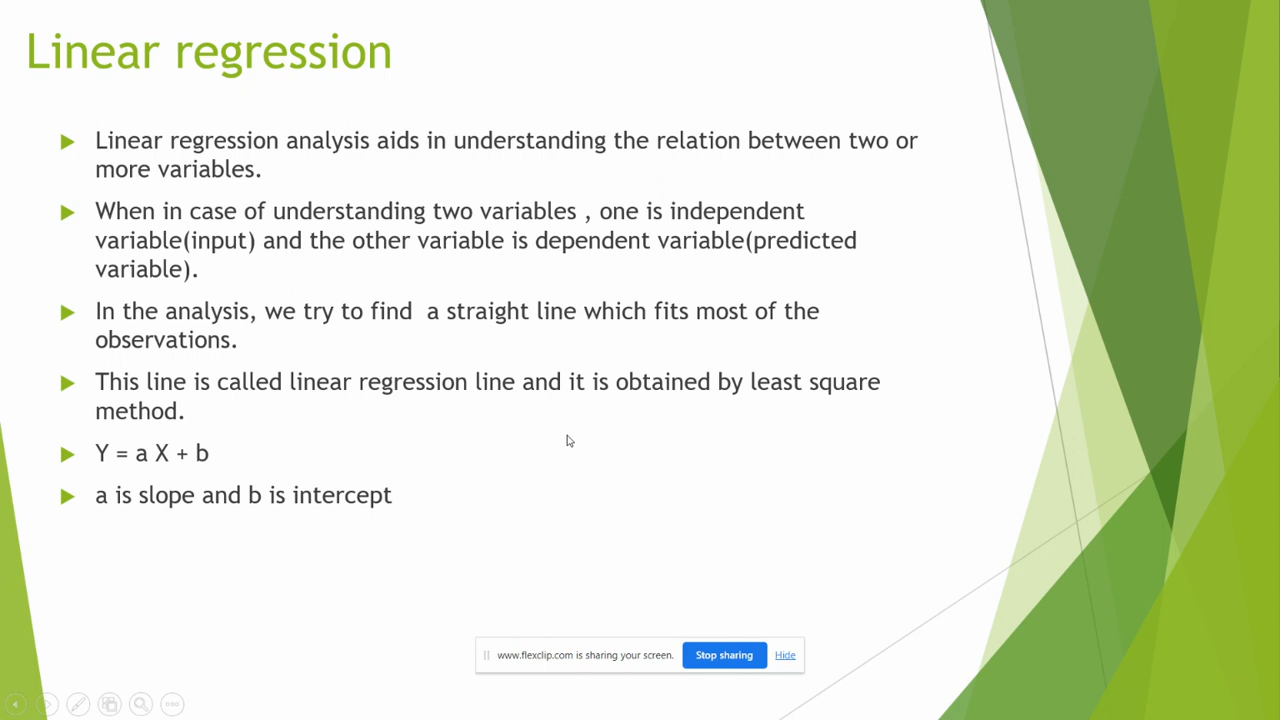 Linear regression
Linear regression analysis aids in understanding the relation between two or
more variables.
When in case of understanding two variables , one is independent
variable(input) and the other variable is dependent variable(predicted
variable).
In the analysis, we try to find  a straight line which fits most of the
observations.
This line is called linear regression line and it is obtained by least square
method.
Y = a X + b
a is slope and b is intercept
www.flexclip.com is sharing your screen. Stop sharing Hide